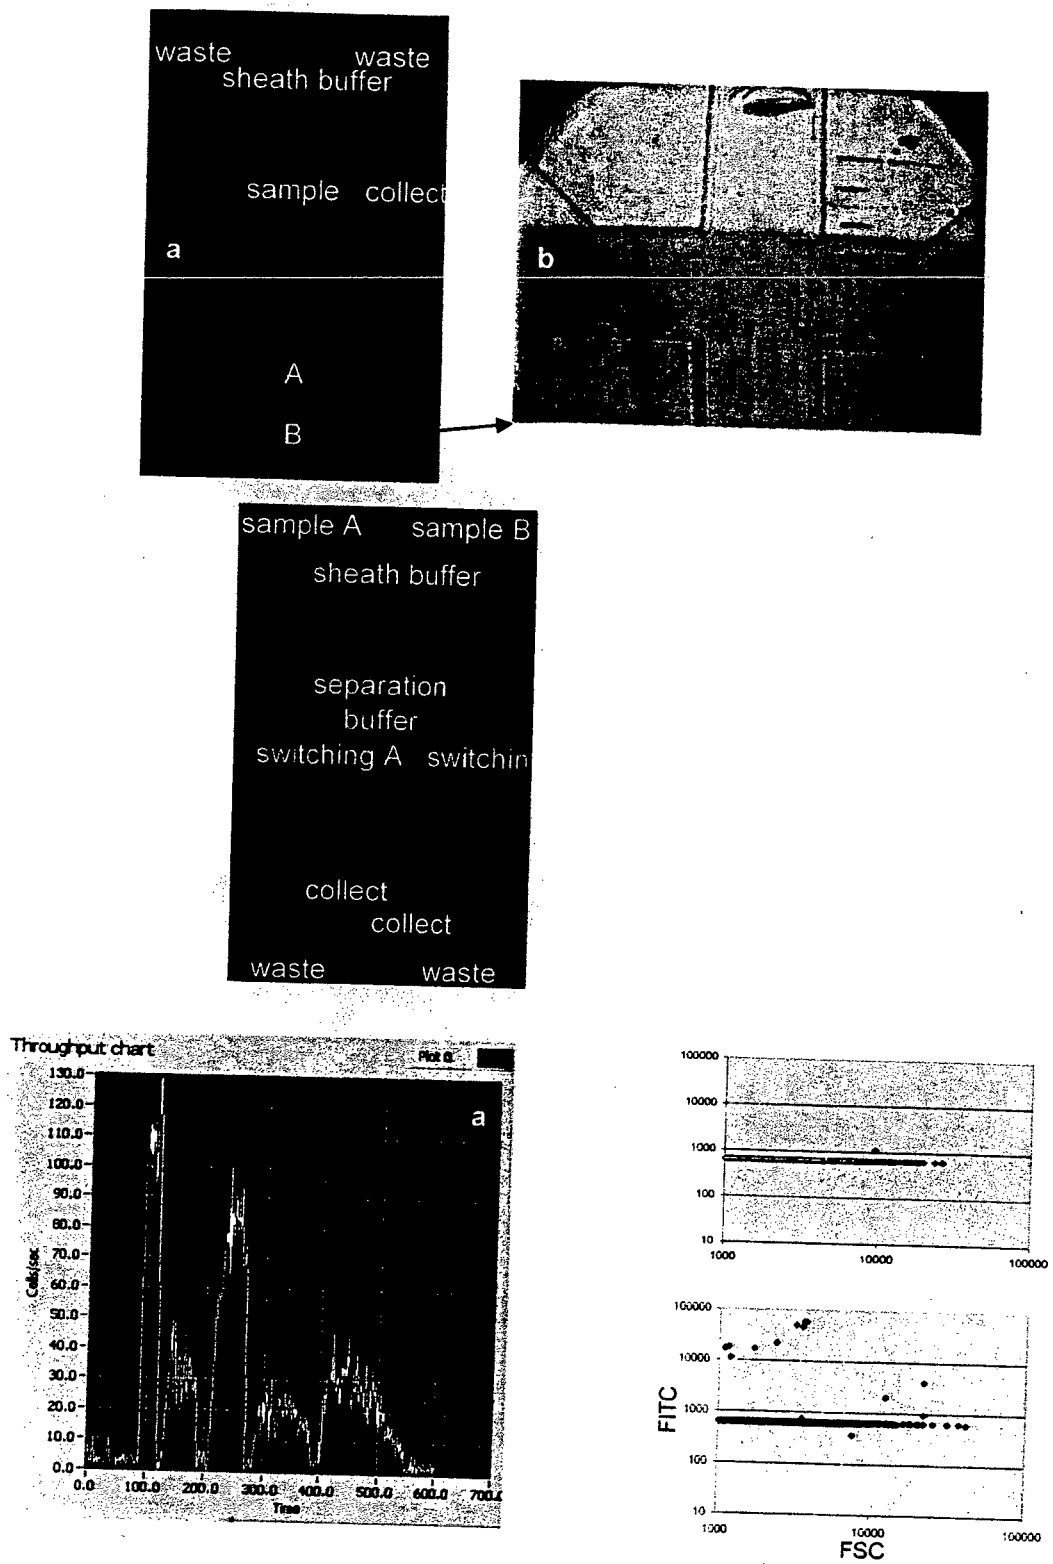 waste waste
sheath buffer
sample collect
a
b
A
B
sample A sample B
sheath buffer
separation
buffer
switching A switchin
collect
collect
waste waste
Throughput chart
Plot 0
a
130.0
120.0
110.0
100.0
90.0
80.0
70.0
60.0
50.0
40.0
30.0
20.0
10.0
0.0
Cells/sec
0.0 100.0 200.0 300.0 400.0 500.0 600.0 700.0
Time
100000
10000
1000
100
10
1000 10000 100000
100000
10000
1000
100
10
FITC
1000 10000 100000
FSC